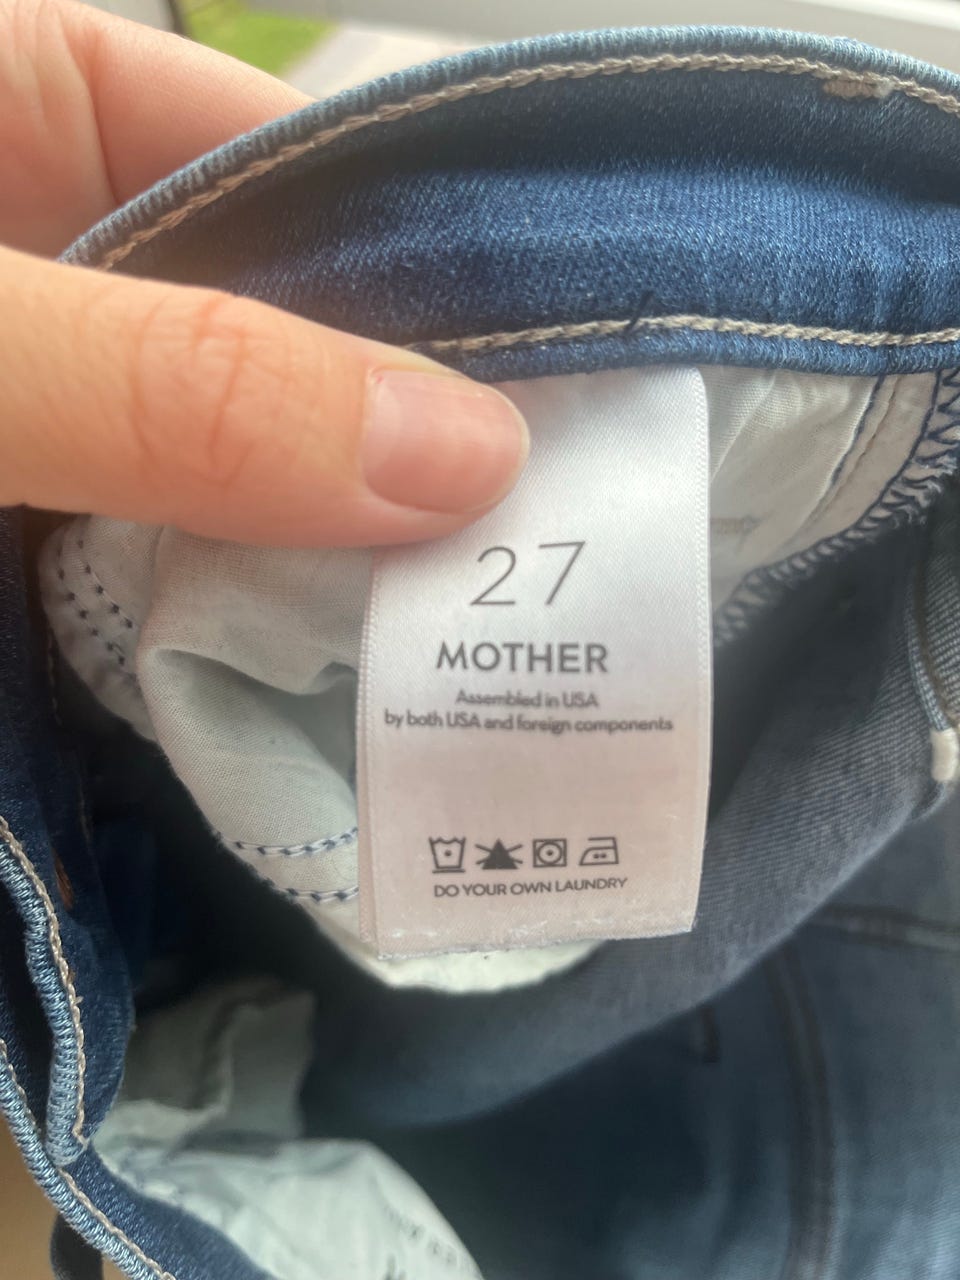 27
MOTHER
Assembled in USA
by both USA and foreign components
DO YOUR OWN LAUNDRY